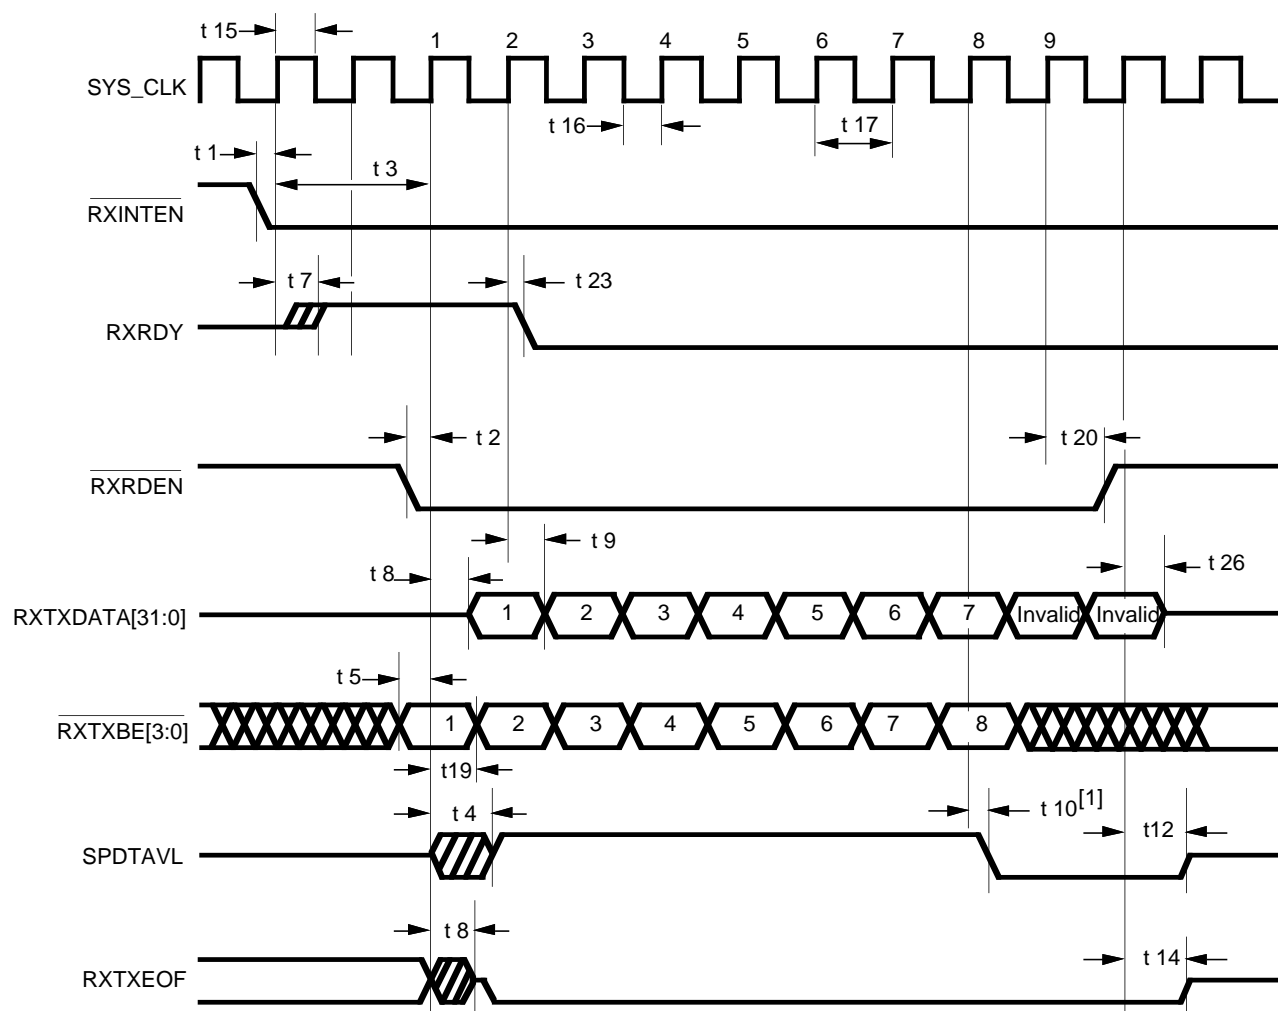 t 15
1 2 3 4 5 6 7 8 9
SYS_CLK
t 16
t 17
t 1
t 3
RXINTEN
t 7
t 23
RXRDY
t 2
t 20
RXRDEN
t 9
t 8
t 26
RXTXDATA[31:0]
1 2 3 4 5 6 7 Invalid Invalid
t 5
RXTXBE[3:0]
1 2 3 4 5 6 7 8
t19
t 4
t 10[1]
t12
SPDTAVL
t 8
t 14
RXTXEOF